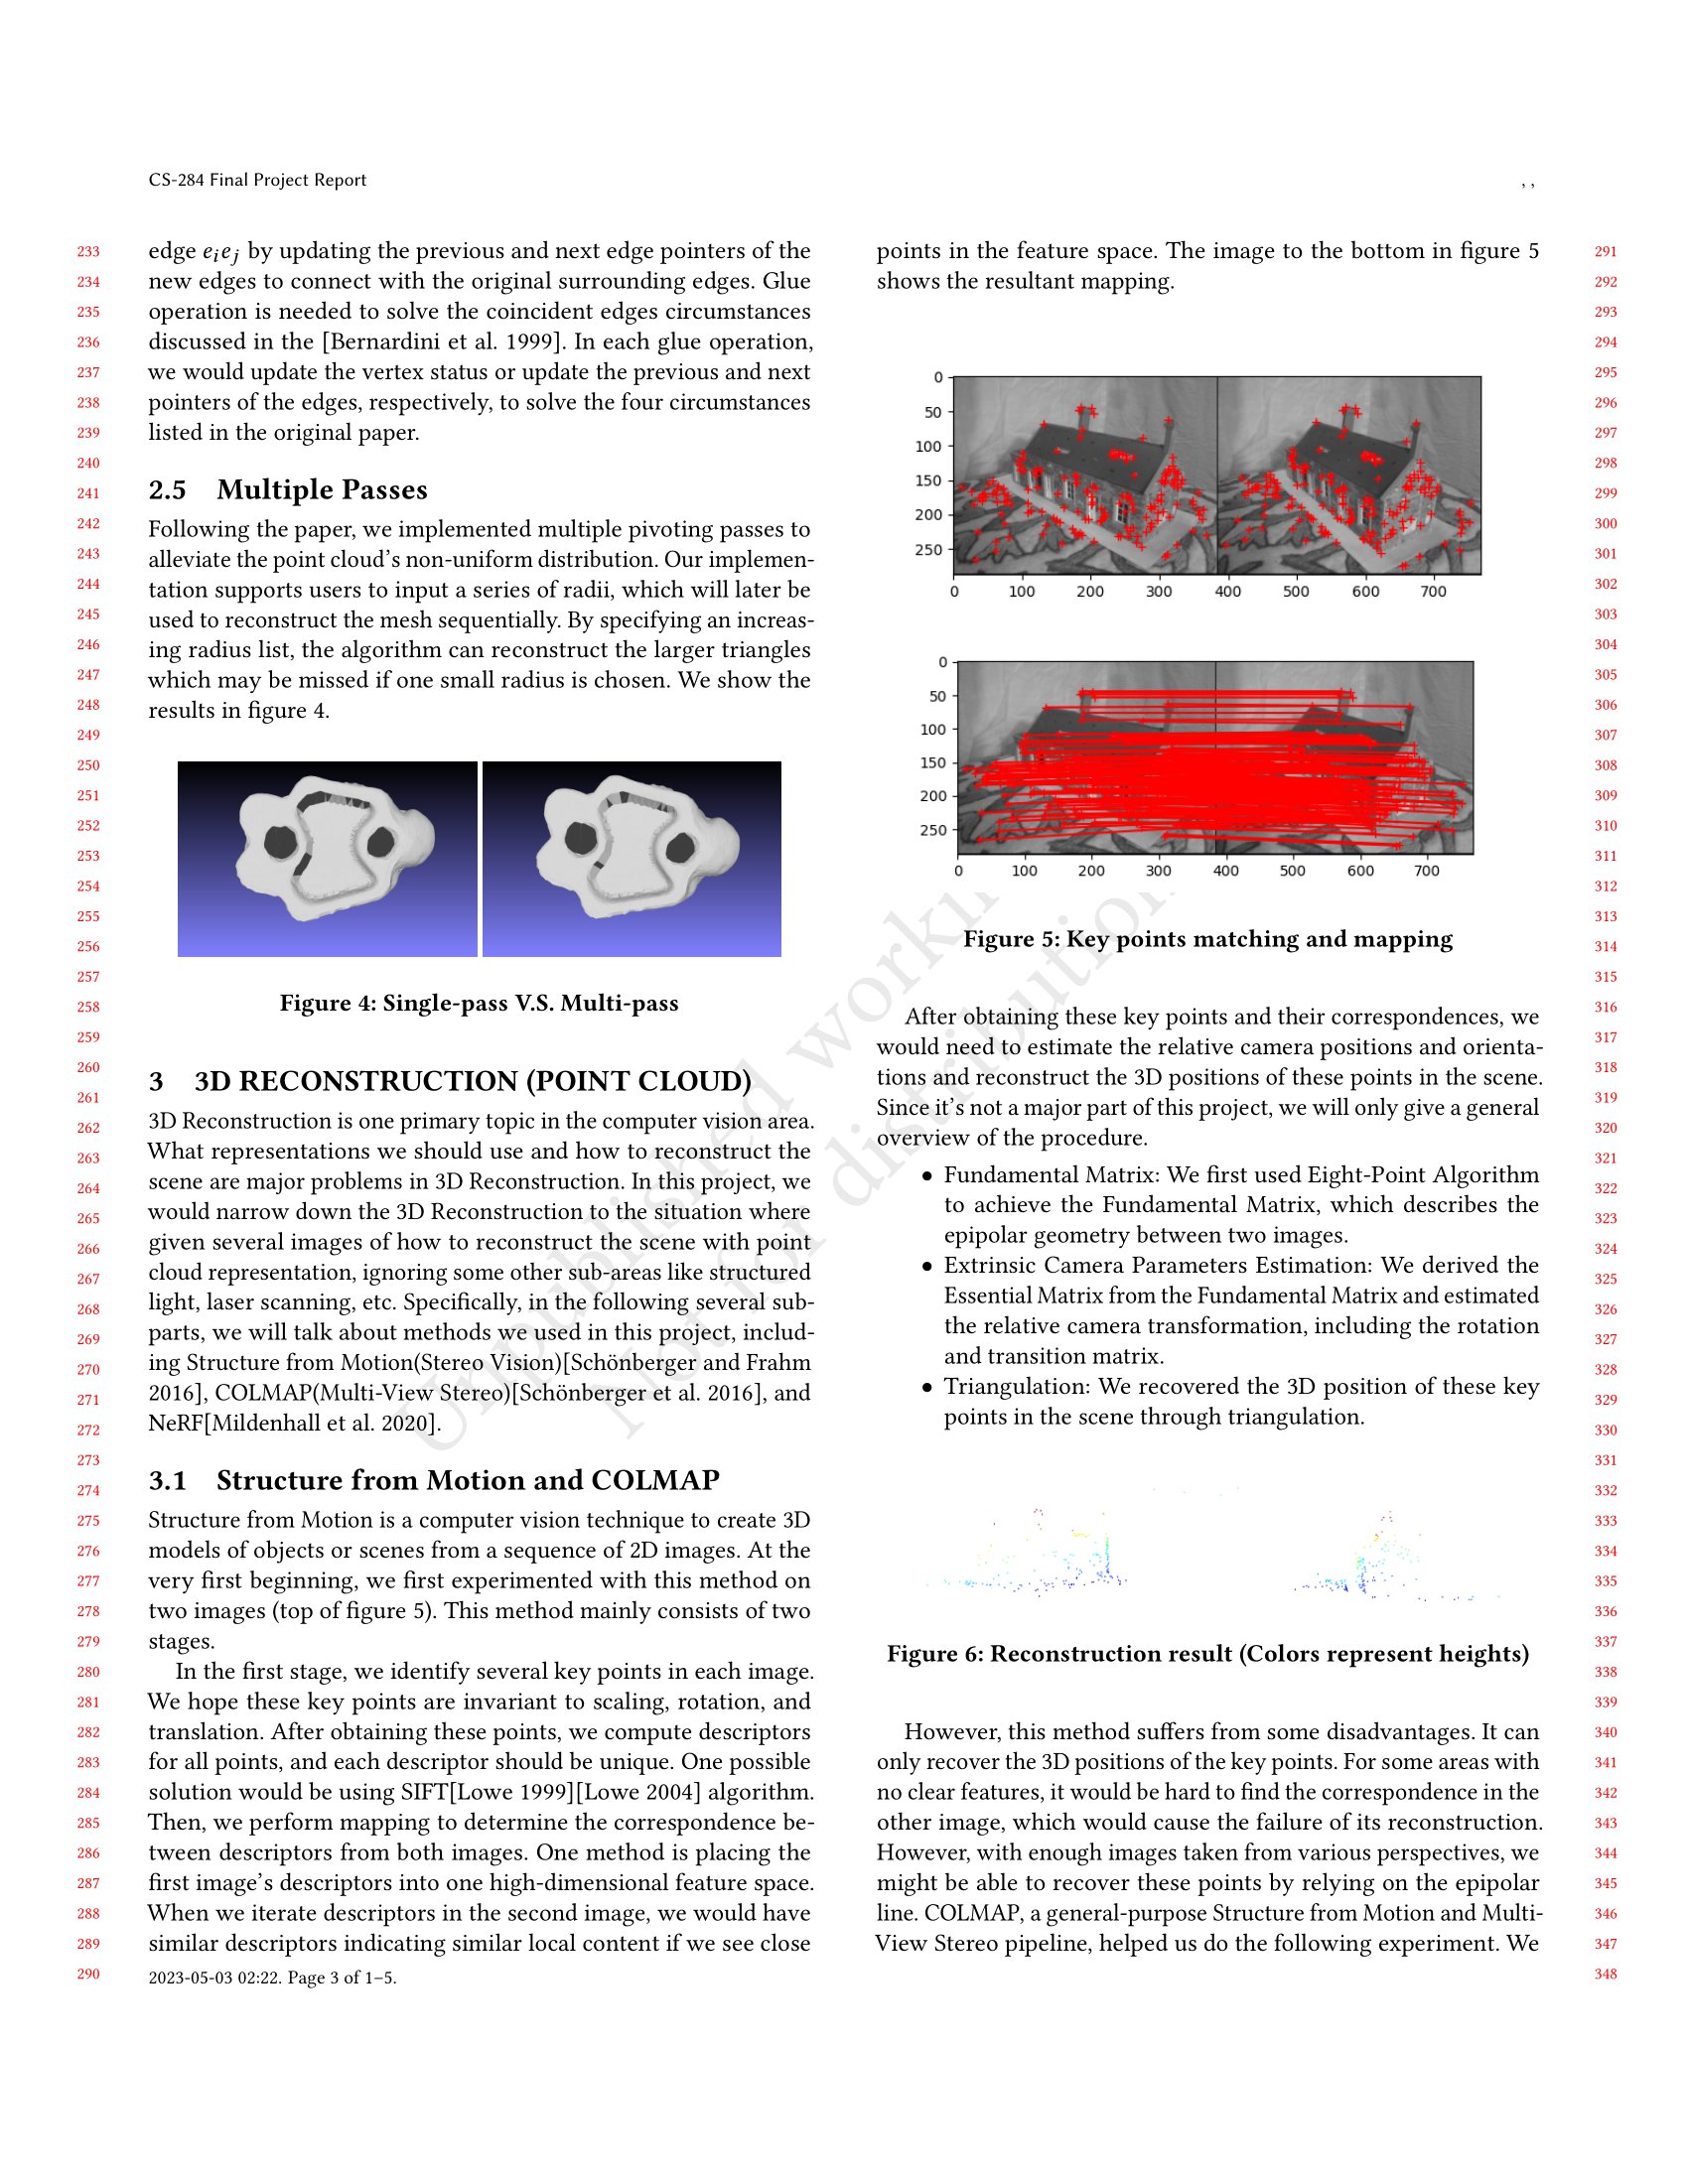 CS-284 Final Project Report
, ,
233 edge eᵢeⱼ by updating the previous and next edge pointers of the
234 new edges to connect with the original surrounding edges. Glue
235 operation is needed to solve the coincident edges circumstances
236 discussed in the [Bernardini et al. 1999]. In each glue operation,
237 we would update the vertex status or update the previous and next
238 pointers of the edges, respectively, to solve the four circumstances
239 listed in the original paper.
240
241 2.5 Multiple Passes
242 Following the paper, we implemented multiple pivoting passes to
243 alleviate the point cloud's non-uniform distribution. Our implemen-
244 tation supports users to input a series of radii, which will later be
245 used to reconstruct the mesh sequentially. By specifying an increas-
246 ing radius list, the algorithm can reconstruct the larger triangles
247 which may be missed if one small radius is chosen. We show the
248 results in figure 4.
249
250
251
252
253
254
255
256
257
258 Figure 4: Single-pass V.S. Multi-pass
259
260
261 3 3D RECONSTRUCTION (POINT CLOUD)
262 3D Reconstruction is one primary topic in the computer vision area.
263 What representations we should use and how to reconstruct the
264 scene are major problems in 3D Reconstruction. In this project, we
265 would narrow down the 3D Reconstruction to the situation where
266 given several images of how to reconstruct the scene with point
267 cloud representation, ignoring some other sub-areas like structured
268 light, laser scanning, etc. Specifically, in the following several sub-
269 parts, we will talk about methods we used in this project, includ-
270 ing Structure from Motion(Stereo Vision)[Schönberger and Frahm
271 2016], COLMAP(Multi-View Stereo)[Schönberger et al. 2016], and
272 NeRF[Mildenhall et al. 2020].
273
274 3.1 Structure from Motion and COLMAP
275 Structure from Motion is a computer vision technique to create 3D
276 models of objects or scenes from a sequence of 2D images. At the
277 very first beginning, we first experimented with this method on
278 two images (top of figure 5). This method mainly consists of two
279 stages.
280 In the first stage, we identify several key points in each image.
281 We hope these key points are invariant to scaling, rotation, and
282 translation. After obtaining these points, we compute descriptors
283 for all points, and each descriptor should be unique. One possible
284 solution would be using SIFT[Lowe 1999][Lowe 2004] algorithm.
285 Then, we perform mapping to determine the correspondence be-
286 tween descriptors from both images. One method is placing the
287 first image's descriptors into one high-dimensional feature space.
288 When we iterate descriptors in the second image, we would have
289 similar descriptors indicating similar local content if we see close
290 2023-05-03 02:22. Page 3 of 1–5.
points in the feature space. The image to the bottom in figure 5 291
shows the resultant mapping. 292
293
294
0 295
50 296
100 297
150 298
200 299
300
250 301
0 100 200 300 400 500 600 700 302
303
304
0 305
50 306
100 307
150 308
200 309
250 310
311
0 100 200 300 400 500 600 700
312
313
Figure 5: Key points matching and mapping 314
315
After obtaining these key points and their correspondences, we 316
would need to estimate the relative camera positions and orienta- 317
tions and reconstruct the 3D positions of these points in the scene. 318
Since it's not a major part of this project, we will only give a general 319
overview of the procedure. 320
321
• Fundamental Matrix: We first used Eight-Point Algorithm
to achieve the Fundamental Matrix, which describes the 322
epipolar geometry between two images. 323
324
• Extrinsic Camera Parameters Estimation: We derived the 325
Essential Matrix from the Fundamental Matrix and estimated 326
the relative camera transformation, including the rotation 327
and transition matrix. 328
• Triangulation: We recovered the 3D position of these key 329
points in the scene through triangulation. 330
331
332
333
334
335
336
Figure 6: Reconstruction result (Colors represent heights) 337
338
339
However, this method suffers from some disadvantages. It can 340
only recover the 3D positions of the key points. For some areas with 341
no clear features, it would be hard to find the correspondence in the 342
other image, which would cause the failure of its reconstruction. 343
However, with enough images taken from various perspectives, we 344
might be able to recover these points by relying on the epipolar 345
line. COLMAP, a general-purpose Structure from Motion and Multi- 346
View Stereo pipeline, helped us do the following experiment. We 347
348
Unpublished workin
Not for distribution